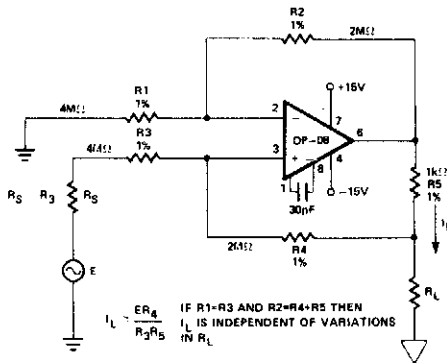 R2
1%
2MΩ
+15V
R1
1%
4MΩ
2
7
R3
1%
4MΩ
OP-08
6
3
8
4
1
-15V
30nF
1kΩ
R5
1%
R4
1%
2MΩ
RS
R3
RS
RL
E
IL = ER4 / R3R5
IF R1=R3 AND R2=R4+R5 THEN
IL IS INDEPENDENT OF VARIATIONS
IN RL